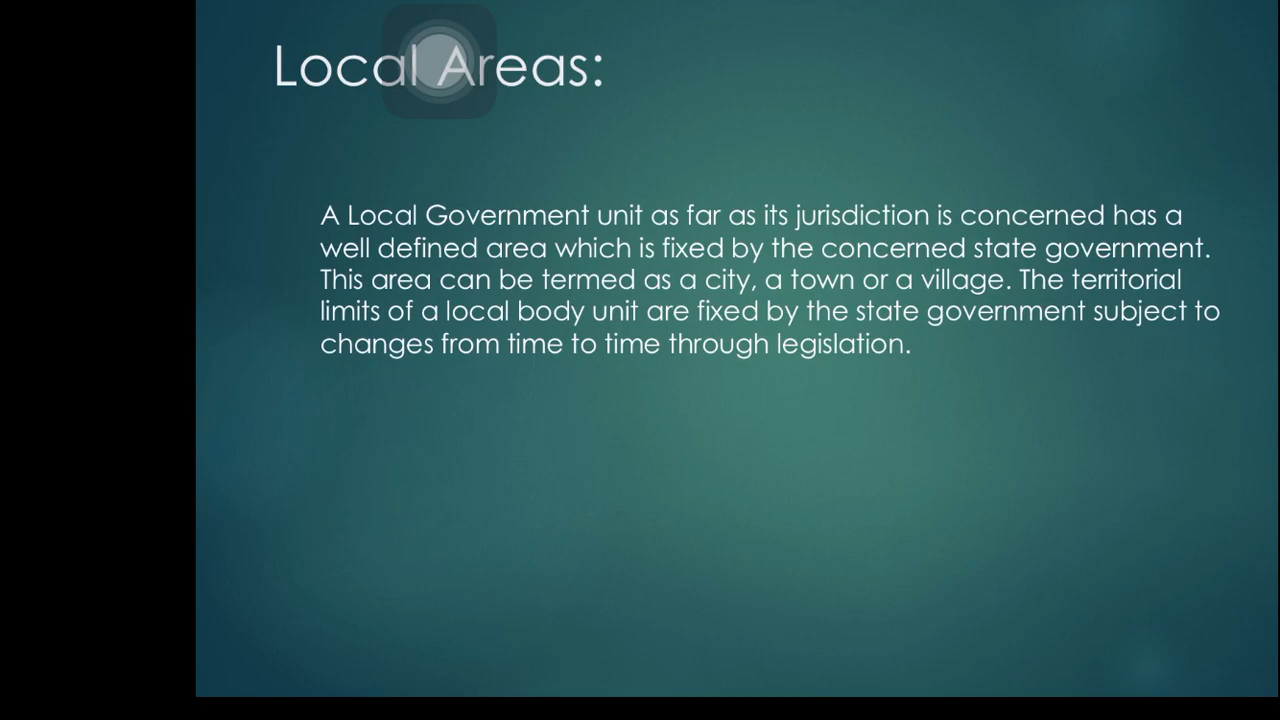 Local Areas:
A Local Government unit as far as its jurisdiction is concerned has a
well defined area which is fixed by the concerned state government.
This area can be termed as a city, a town or a village. The territorial
limits of a local body unit are fixed by the state government subject to
changes from time to time through legislation.